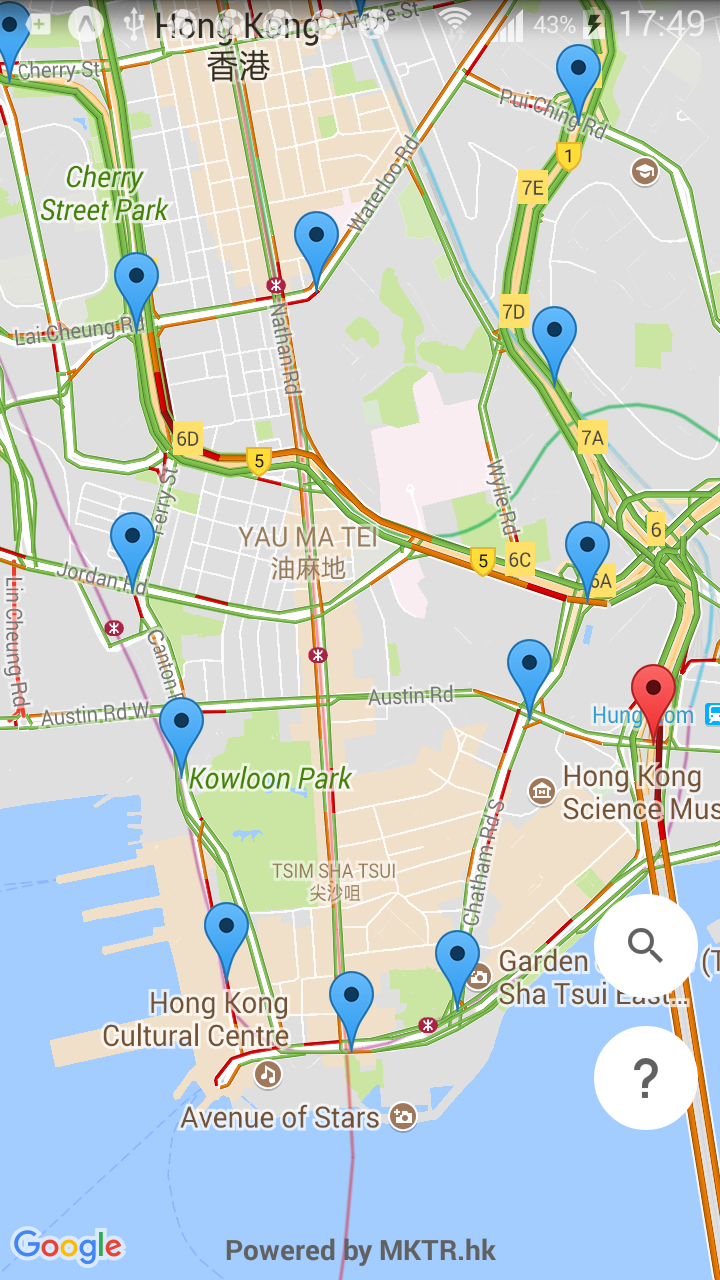 43%
17:49
Hong Kong
香港
Cherry St
Pui Ching Rd
1
Cherry
Street Park
7E
Waterloo Rd
Lai Cheung Rd
Nathan Rd
7D
6D
5
7A
Ferry St
Wylie Rd
YAU MA TEI
油麻地
5
6C
6
6A
Jordan Rd
Lin Cheung Rd
Canton R
Austin Rd W
Austin Rd
Hung Hom
Kowloon Park
Hong Kong
Science Mus
TSIM SHA TSUI
尖沙咀
Chatham Rd S
Garden
(T
Sha Tsui East...
Hong Kong
Cultural Centre
Avenue of Stars
?
Google
Powered by MKTR.hk